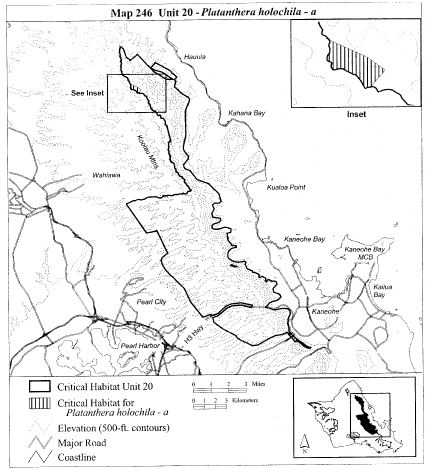 Map 246 Unit 20 - Platanthera holochila - a
Hauula
See Inset
Inset
Kahana Bay
Koolau Mtns
Wahiawa
Kualoa Point
Kaneohe Bay
Kaneohe Bay
MCB
Kailua
Bay
Pearl City
Kaneohe
H3 Hwy
Pearl Harbor
Critical Habitat Unit 20
Critical Habitat for
Platanthera holochila - a
Elevation (500-ft. contours)
Major Road
Coastline
0 1 2 3 Miles
0 1 2 3 Kilometers
N